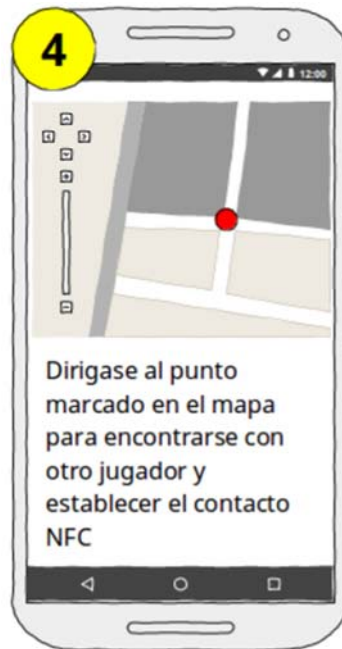 4
12:00
Dirigase al punto
marcado en el mapa
para encontrarse con
otro jugador y
establecer el contacto
NFC